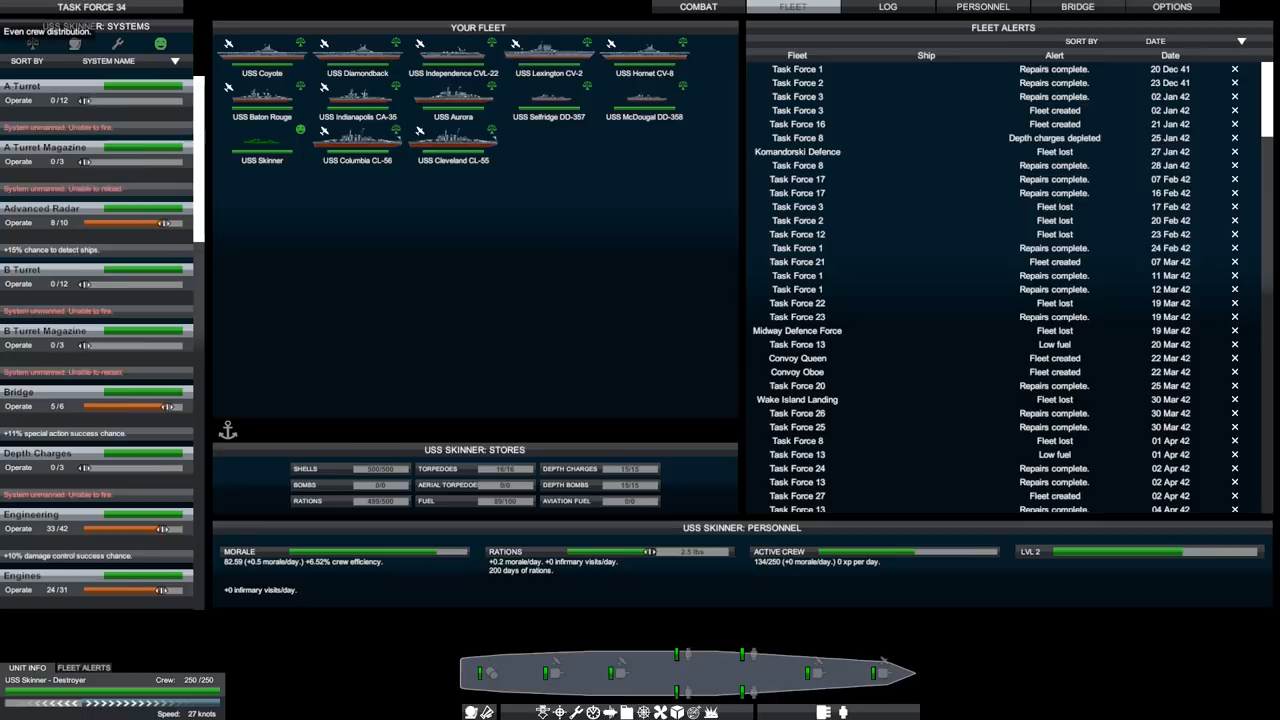 TASK FORCE 34
COMBAT
FLEET
LOG
PERSONNEL
BRIDGE
OPTIONS
USS SKINNER: SYSTEMS
Even crew distribution.
SORT BY SYSTEM NAME
A Turret
Operate 0/12
System unmanned. Unable to fire.
A Turret Magazine
Operate 0/3
System unmanned. Unable to reload.
Advanced Radar
Operate 8/10
+15% chance to detect ships.
B Turret
Operate 0/12
System unmanned. Unable to fire.
B Turret Magazine
Operate 0/3
System unmanned. Unable to reload.
Bridge
Operate 5/6
+11% special action success chance.
Depth Charges
Operate 0/3
System unmanned. Unable to fire.
Engineering
Operate 33/42
+10% damage control success chance.
Engines
Operate 24/31
YOUR FLEET
USS Coyote
USS Diamondback
USS Independence CVL-22
USS Lexington CV-2
USS Hornet CV-8
USS Baton Rouge
USS Indianapolis CA-35
USS Aurora
USS Selfridge DD-357
USS McDougal DD-358
USS Skinner
USS Columbia CL-56
USS Cleveland CL-55
USS SKINNER: STORES
SHELLS 500/500 TORPEDOES 16/16 DEPTH CHARGES 15/15
BOMBS 0/0 AERIAL TORPEDOE 0/0 DEPTH BOMBS 15/15
RATIONS 499/500 FUEL 89/100 AVIATION FUEL 0/0
FLEET ALERTS
SORT BY DATE
Fleet Ship Alert Date
Task Force 1 Repairs complete. 20 Dec 41 X
Task Force 2 Repairs complete. 23 Dec 41 X
Task Force 3 Repairs complete. 02 Jan 42 X
Task Force 3 Fleet created 02 Jan 42 X
Task Force 16 Fleet created 21 Jan 42 X
Task Force 8 Depth charges depleted 25 Jan 42 X
Komandorski Defence Fleet lost 27 Jan 42 X
Task Force 8 Repairs complete. 28 Jan 42 X
Task Force 17 Repairs complete. 07 Feb 42 X
Task Force 17 Repairs complete. 16 Feb 42 X
Task Force 3 Fleet lost 17 Feb 42 X
Task Force 2 Fleet lost 20 Feb 42 X
Task Force 12 Fleet lost 23 Feb 42 X
Task Force 1 Repairs complete. 24 Feb 42 X
Task Force 21 Fleet created 07 Mar 42 X
Task Force 1 Repairs complete. 11 Mar 42 X
Task Force 1 Repairs complete. 12 Mar 42 X
Task Force 22 Fleet lost 19 Mar 42 X
Task Force 23 Repairs complete. 19 Mar 42 X
Midway Defence Force Fleet lost 19 Mar 42 X
Task Force 13 Low fuel 20 Mar 42 X
Convoy Queen Fleet created 22 Mar 42 X
Convoy Oboe Fleet created 22 Mar 42 X
Task Force 20 Repairs complete. 25 Mar 42 X
Wake Island Landing Fleet lost 30 Mar 42 X
Task Force 26 Repairs complete. 30 Mar 42 X
Task Force 25 Repairs complete. 30 Mar 42 X
Task Force 8 Fleet lost 01 Apr 42 X
Task Force 13 Low fuel 01 Apr 42 X
Task Force 24 Repairs complete. 02 Apr 42 X
Task Force 13 Repairs complete. 02 Apr 42 X
Task Force 27 Fleet created 02 Apr 42 X
Task Force 13 Repairs complete. 04 Apr 42 X
USS SKINNER: PERSONNEL
MORALE
82.59 (+0.5 morale/day.) +6.52% crew efficiency.
+0 infirmary visits/day.
RATIONS 2.5 lbs
+0.2 morale/day. +0 infirmary visits/day.
200 days of rations.
ACTIVE CREW
134/250 (+0 morale/day.) 0 xp per day.
LVL 2
UNIT INFO FLEET ALERTS
USS Skinner - Destroyer Crew: 250/250
Speed: 27 knots